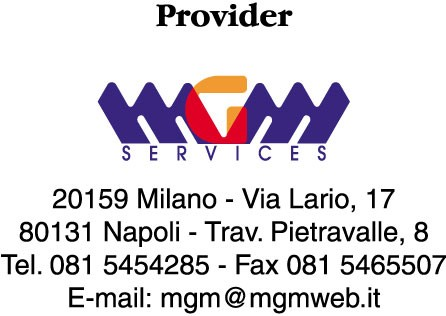 Provider
MGM
SERVICES
20159 Milano - Via Lario, 17
80131 Napoli - Trav. Pietravalle, 8
Tel. 081 5454285 - Fax 081 5465507
E-mail: mgm@mgmweb.it